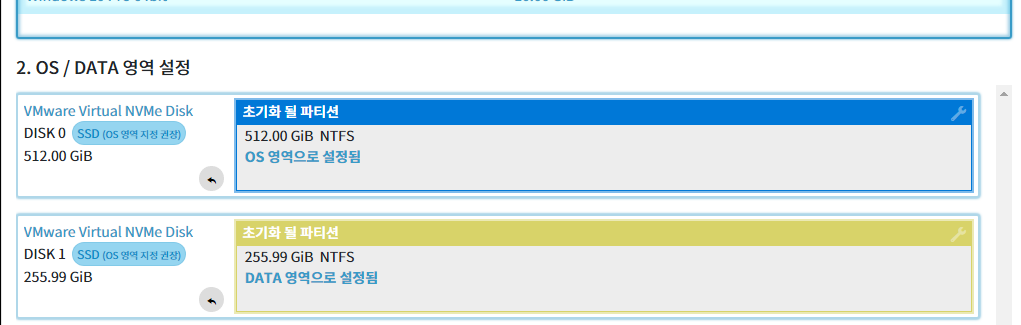 2. OS / DATA 영역 설정
VMware Virtual NVMe Disk
DISK 0 SSD (OS 영역 지정 권장)
512.00 GiB
초기화 될 파티션
512.00 GiB NTFS
OS 영역으로 설정됨
VMware Virtual NVMe Disk
DISK 1 SSD (OS 영역 지정 권장)
255.99 GiB
초기화 될 파티션
255.99 GiB NTFS
DATA 영역으로 설정됨